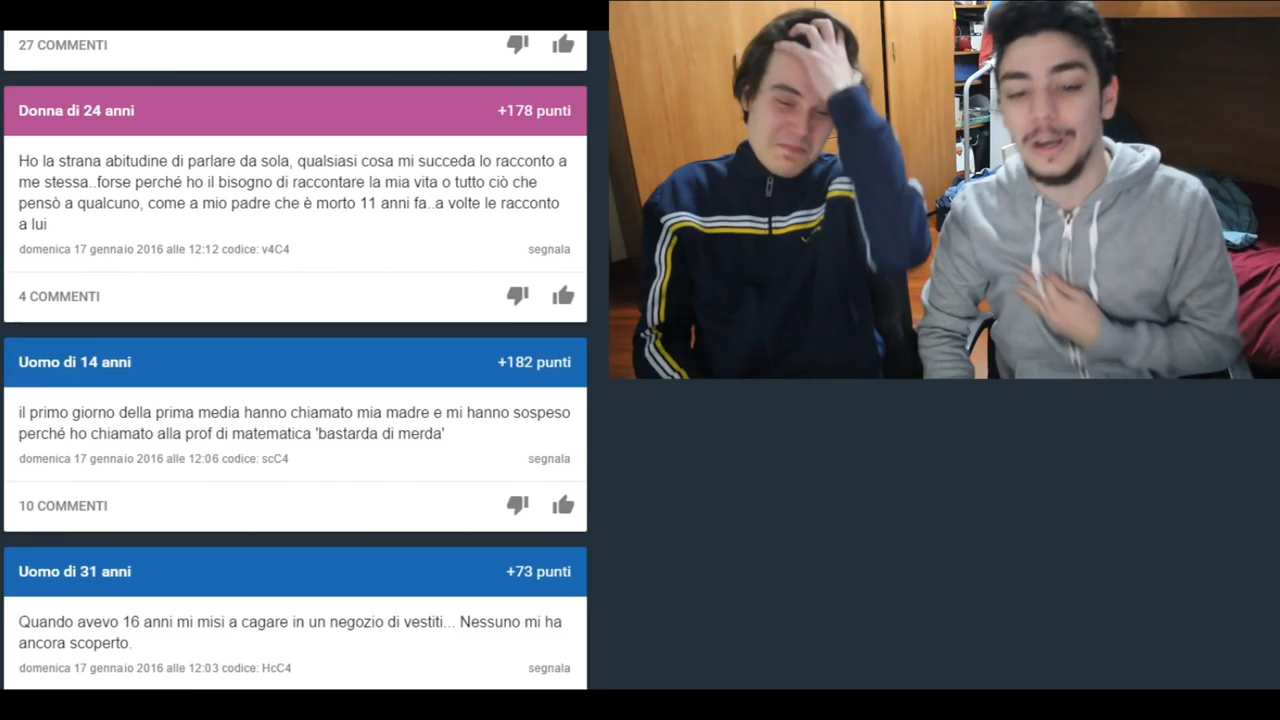 27 COMMENTI
Donna di 24 anni
+178 punti
Ho la strana abitudine di parlare da sola, qualsiasi cosa mi succeda lo racconto a
me stessa..forse perché ho il bisogno di raccontare la mia vita o tutto ciò che
pensò a qualcuno, come a mio padre che è morto 11 anni fa..a volte le racconto
a lui
domenica 17 gennaio 2016 alle 12:12 codice: v4C4
segnala
4 COMMENTI
Uomo di 14 anni
+182 punti
il primo giorno della prima media hanno chiamato mia madre e mi hanno sospeso
perché ho chiamato alla prof di matematica 'bastarda di merda'
domenica 17 gennaio 2016 alle 12:06 codice: scC4
segnala
10 COMMENTI
Uomo di 31 anni
+73 punti
Quando avevo 16 anni mi misi a cagare in un negozio di vestiti... Nessuno mi ha
ancora scoperto.
domenica 17 gennaio 2016 alle 12:03 codice: HcC4
segnala